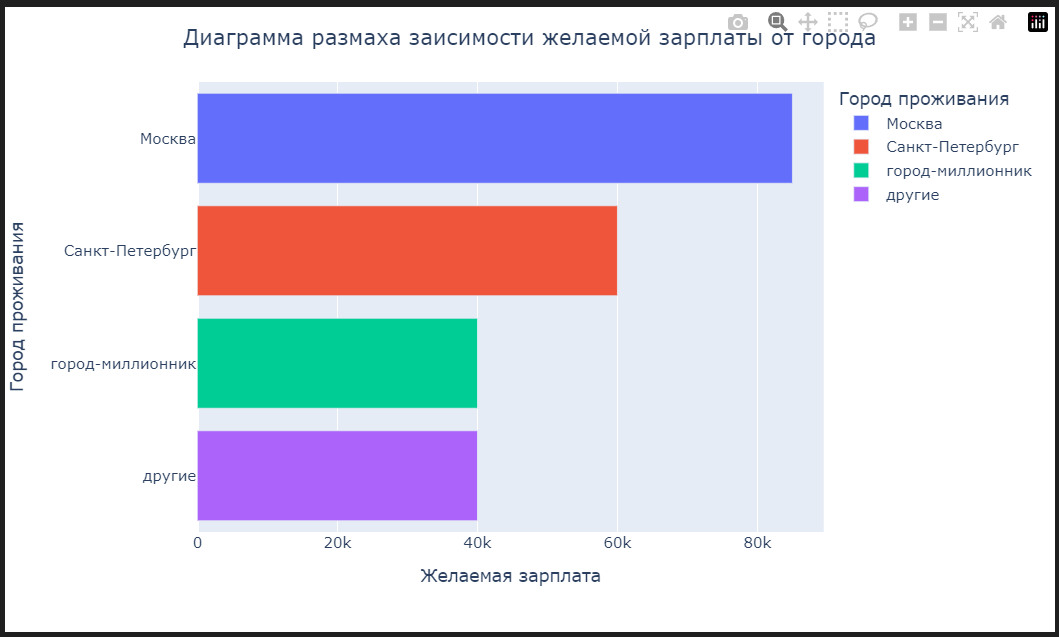 Диаграмма размаха заисимости желаемой зарплаты от города
Город проживания
Москва
Санкт-Петербург
город-миллионник
другие
Город проживания
Москва
Санкт-Петербург
город-миллионник
другие
0 20k 40k 60k 80k
Желаемая зарплата